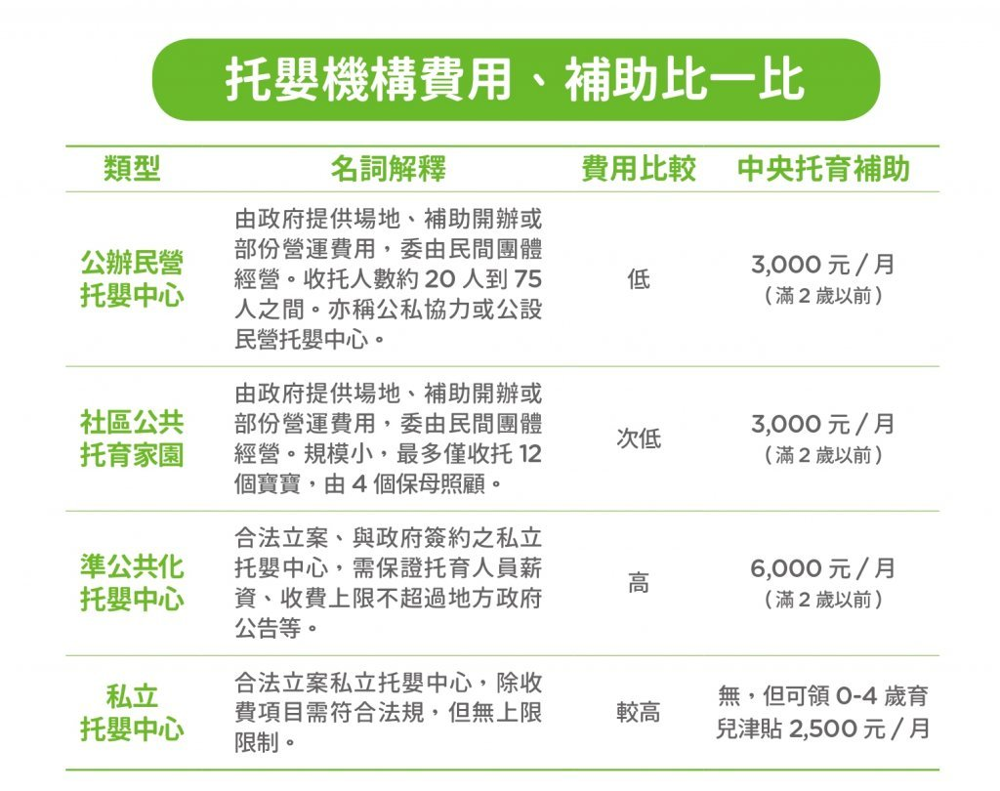 托嬰機構費用、補助比一比
類型 名詞解釋 費用比較 中央托育補助
公辦民營
托嬰中心
由政府提供場地、補助開辦或
部份營運費用，委由民間團體
經營。收托人數約 20 人到 75
人之間。亦稱公私協力或公設
民營托嬰中心。
低
3,000 元 / 月
（滿 2 歲以前）
社區公共
托育家園
由政府提供場地、補助開辦或
部份營運費用，委由民間團體
經營。規模小，最多僅收托 12
個寶寶，由 4 個保母照顧。
次低
3,000 元 / 月
（滿 2 歲以前）
準公共化
托嬰中心
合法立案、與政府簽約之私立
托嬰中心，需保證托育人員薪
資、收費上限不超過地方政府
公告等。
高
6,000 元 / 月
（滿 2 歲以前）
私立
托嬰中心
合法立案私立托嬰中心，除收
費項目需符合法規，但無上限
限制。
較高
無，但可領 0-4 歲育
兒津貼 2,500 元 / 月